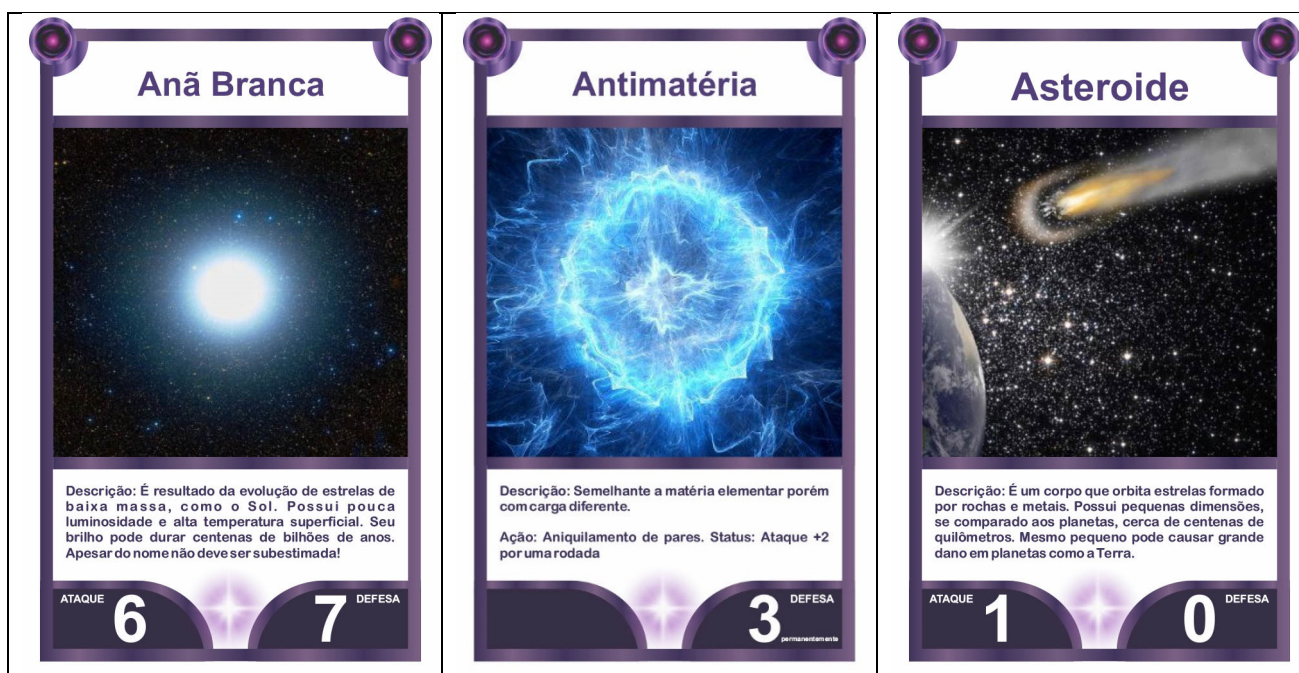 Anã Branca
Descrição: É resultado da evolução de estrelas de
baixa massa, como o Sol. Possui pouca
luminosidade e alta temperatura superficial. Seu
brilho pode durar centenas de bilhões de anos.
Apesar do nome não deve ser subestimada!
ATAQUE
6
7
DEFESA
Antimatéria
Descrição: Semelhante a matéria elementar porém
com carga diferente.
Ação: Aniquilamento de pares. Status: Ataque +2
por uma rodada
3
DEFESA
permanentemente
Asteroide
Descrição: É um corpo que orbita estrelas formado
por rochas e metais. Possui pequenas dimensões,
se comparado aos planetas, cerca de centenas de
quilômetros. Mesmo pequeno pode causar grande
dano em planetas como a Terra.
ATAQUE
1
0
DEFESA